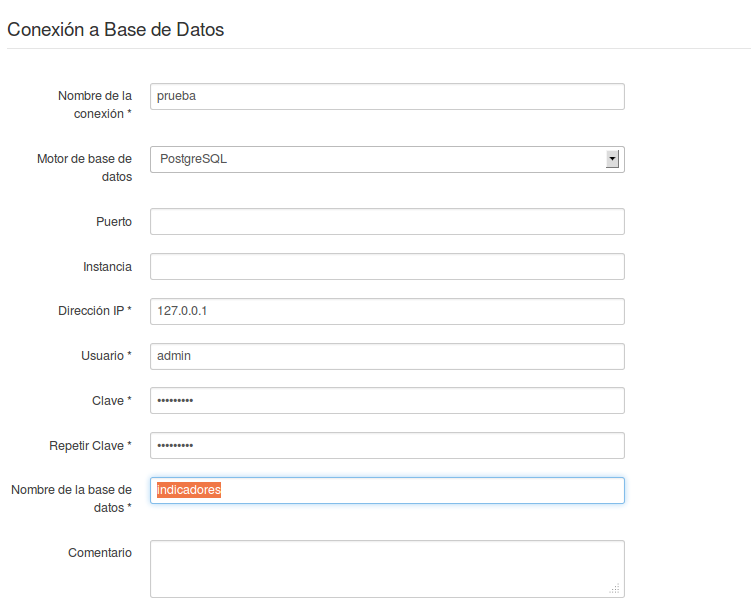 Conexión a Base de Datos
Nombre de la
conexión *
prueba
Motor de base de
datos
PostgreSQL
Puerto
Instancia
Dirección IP *
127.0.0.1
Usuario *
admin
Clave *
•••••••••
Repetir Clave *
•••••••••
Nombre de la base de
datos *
indicadores
Comentario